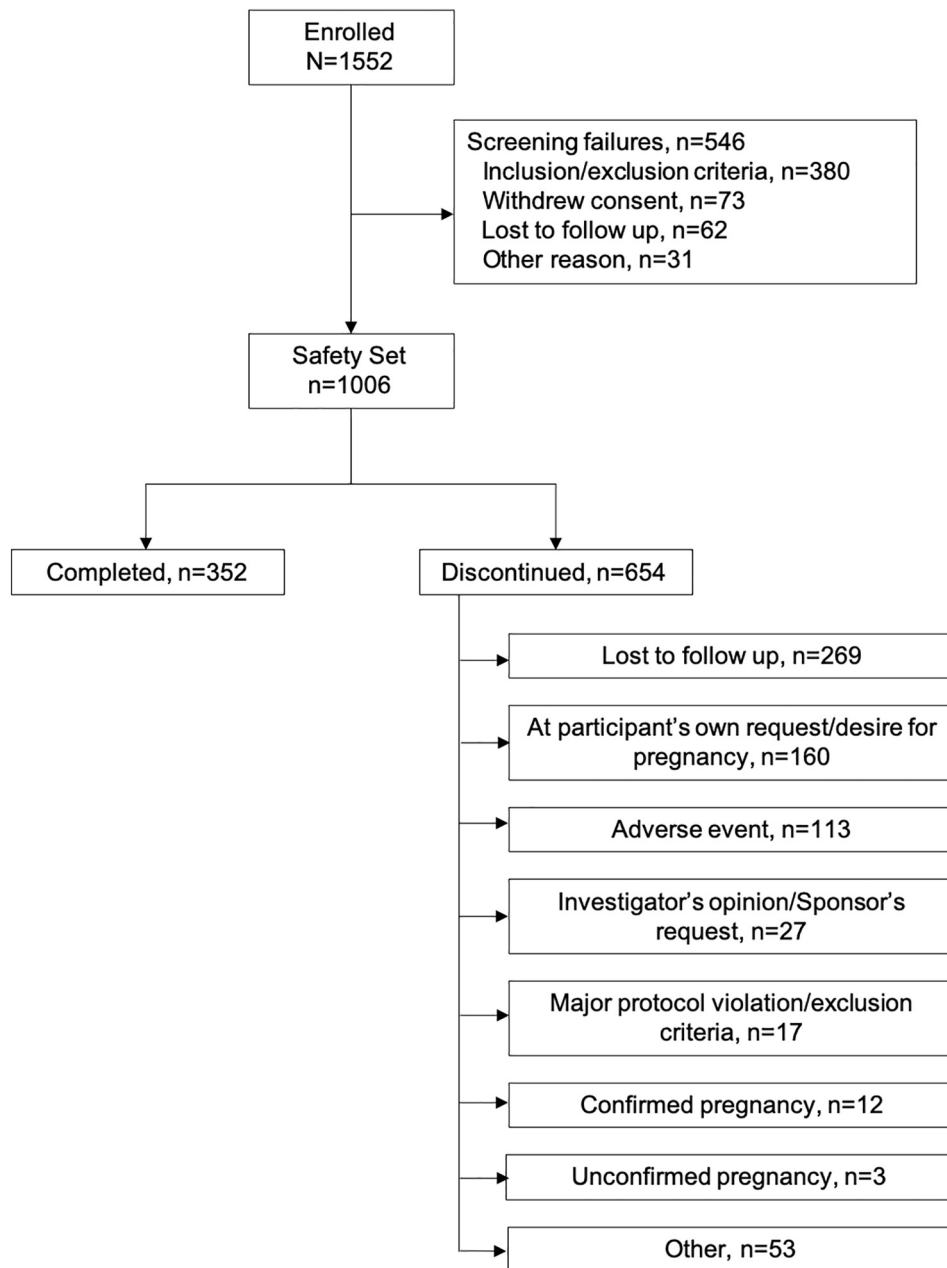 Enrolled
N=1552
Screening failures, n=546
Inclusion/exclusion criteria, n=380
Withdrew consent, n=73
Lost to follow up, n=62
Other reason, n=31
Safety Set
n=1006
Completed, n=352
Discontinued, n=654
Lost to follow up, n=269
At participant’s own request/desire for
pregnancy, n=160
Adverse event, n=113
Investigator’s opinion/Sponsor’s
request, n=27
Major protocol violation/exclusion
criteria, n=17
Confirmed pregnancy, n=12
Unconfirmed pregnancy, n=3
Other, n=53